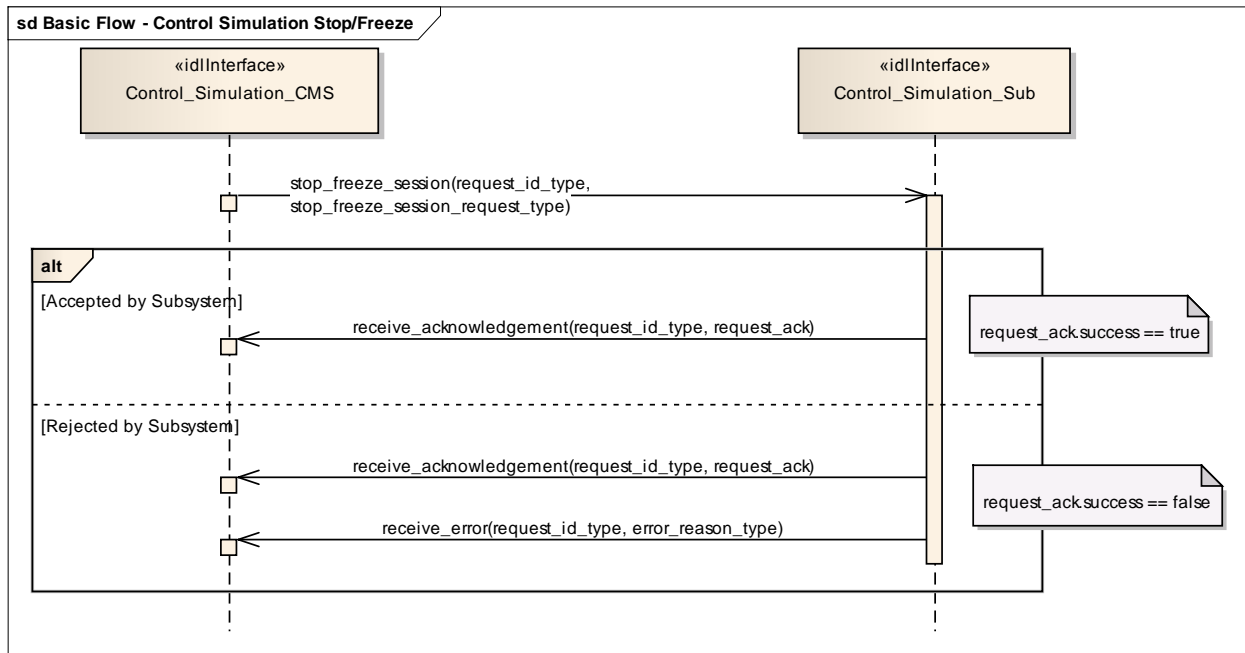 sd Basic Flow - Control Simulation Stop/Freeze
«idlInterface»
Control_Simulation_CMS
«idlInterface»
Control_Simulation_Sub
stop_freeze_session(request_id_type,
stop_freeze_session_request_type)
alt
[Accepted by Subsystem]
receive_acknowledgement(request_id_type, request_ack)
request_ack.success == true
[Rejected by Subsystem]
receive_acknowledgement(request_id_type, request_ack)
request_ack.success == false
receive_error(request_id_type, error_reason_type)